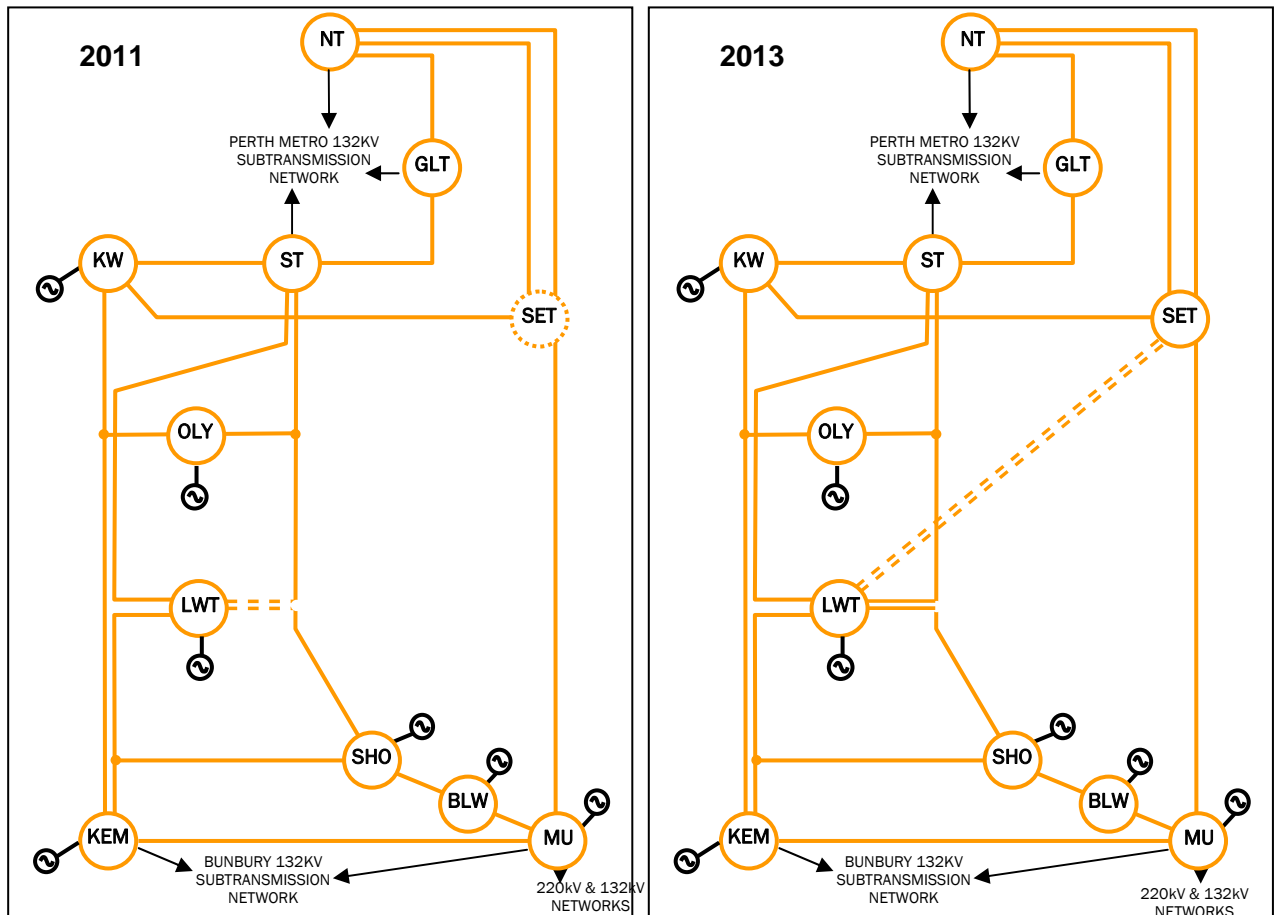 2011
NT
PERTH METRO 132KV
SUBTRANSMISSION
NETWORK
GLT
KW
ST
SET
OLY
LWT
SHO
BLW
KEM
MU
BUNBURY 132KV
SUBTRANSMISSION
NETWORK
220kV & 132kV
NETWORKS
2013
NT
PERTH METRO 132KV
SUBTRANSMISSION
NETWORK
GLT
KW
ST
SET
OLY
LWT
SHO
BLW
KEM
MU
BUNBURY 132KV
SUBTRANSMISSION
NETWORK
220kV & 132kV
NETWORKS